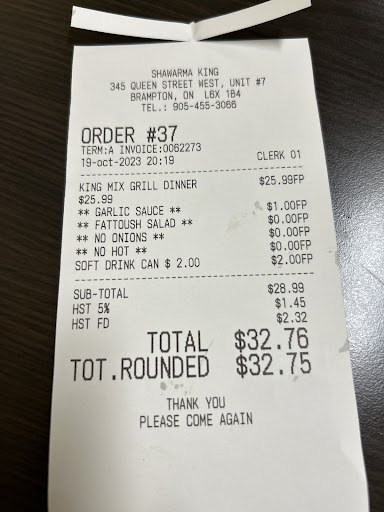 SHAWARMA KING
345 QUEEN STREET WEST, UNIT #7
BRAMPTON, ON L6X 1B4
TEL.: 905-455-3066
ORDER #37
TERM:A INVOICE:0062273
19-oct-2023 20:19 CLERK 01
KING MIX GRILL DINNER $25.99FP
$25.99
** GARLIC SAUCE ** $1.00FP
** FATTOUSH SALAD ** $0.00FP
** NO ONIONS ** $0.00FP
** NO HOT ** $0.00FP
SOFT DRINK CAN $ 2.00 $2.00FP
SUB-TOTAL $28.99
HST 5% $1.45
HST FD $2.32
TOTAL $32.76
TOT.ROUNDED $32.75
THANK YOU
PLEASE COME AGAIN